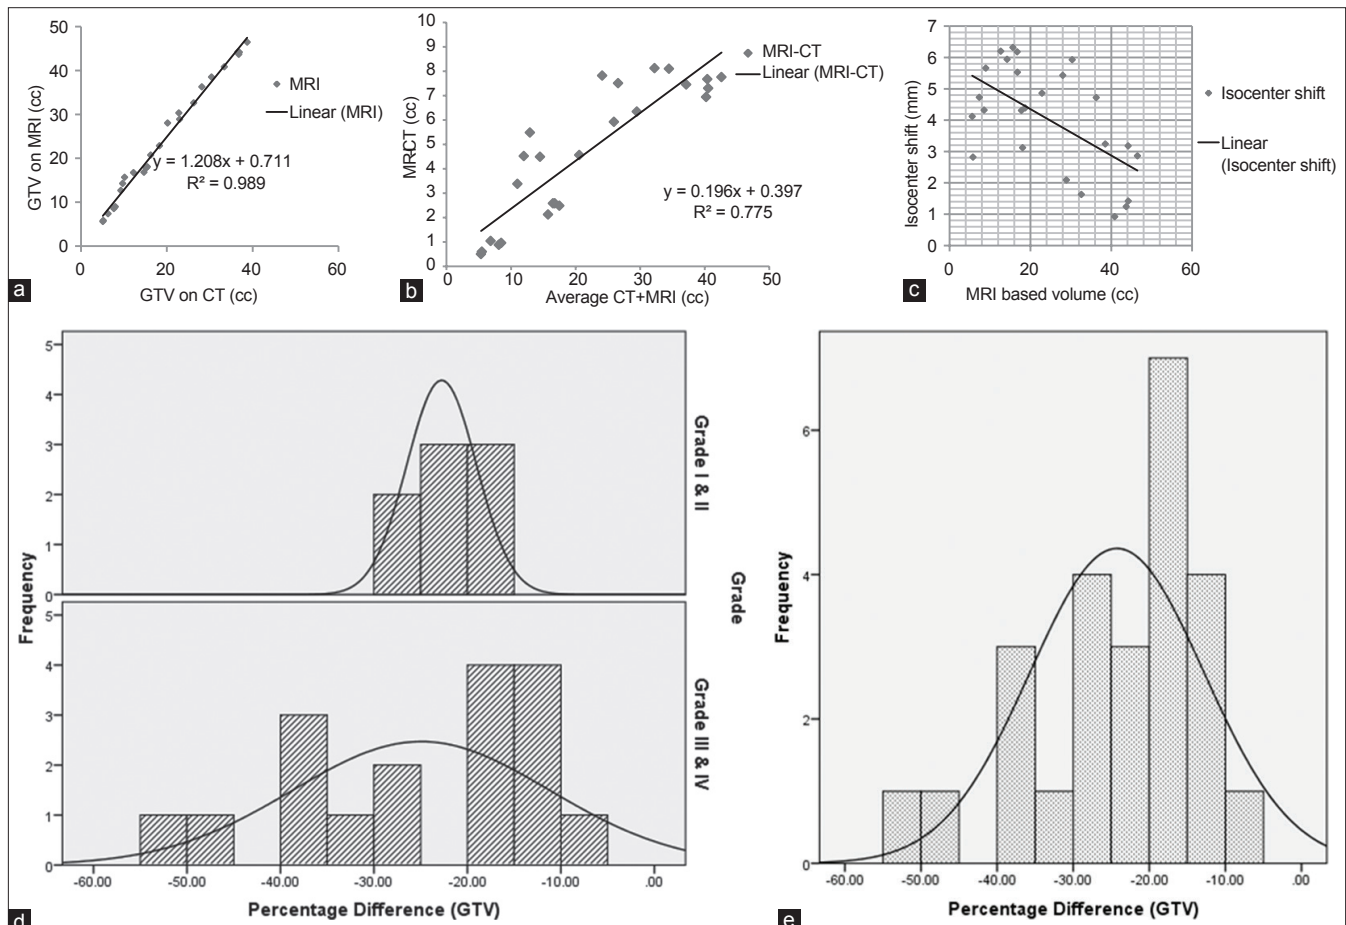 50
40
30
20
10
0
0 20 40 60
GTV on MRI (cc)
GTV on CT (cc)
MRI
Linear (MRI)
y = 1.208x + 0.711
R² = 0.989
a
10
9
8
7
6
5
4
3
2
1
0
0 10 20 30 40 50
MR-CT (cc)
Average CT+MRI (cc)
MRI-CT
Linear (MRI-CT)
y = 0.196x + 0.397
R² = 0.775
b
7
6
5
4
3
2
1
0
0 20 40 60
Isocenter shift (mm)
MRI based volume (cc)
Isocenter shift
Linear
(Isocenter shift)
c
5
4
3
2
1
0
Grade I & II
5
4
3
2
1
0
Grade III & IV
Frequency
Grade
-60.00 -50.00 -40.00 -30.00 -20.00 -10.00 .00
Percentage Difference (GTV)
d
6
4
2
0
Frequency
-60.00 -50.00 -40.00 -30.00 -20.00 -10.00 .00
Percentage Difference (GTV)
e